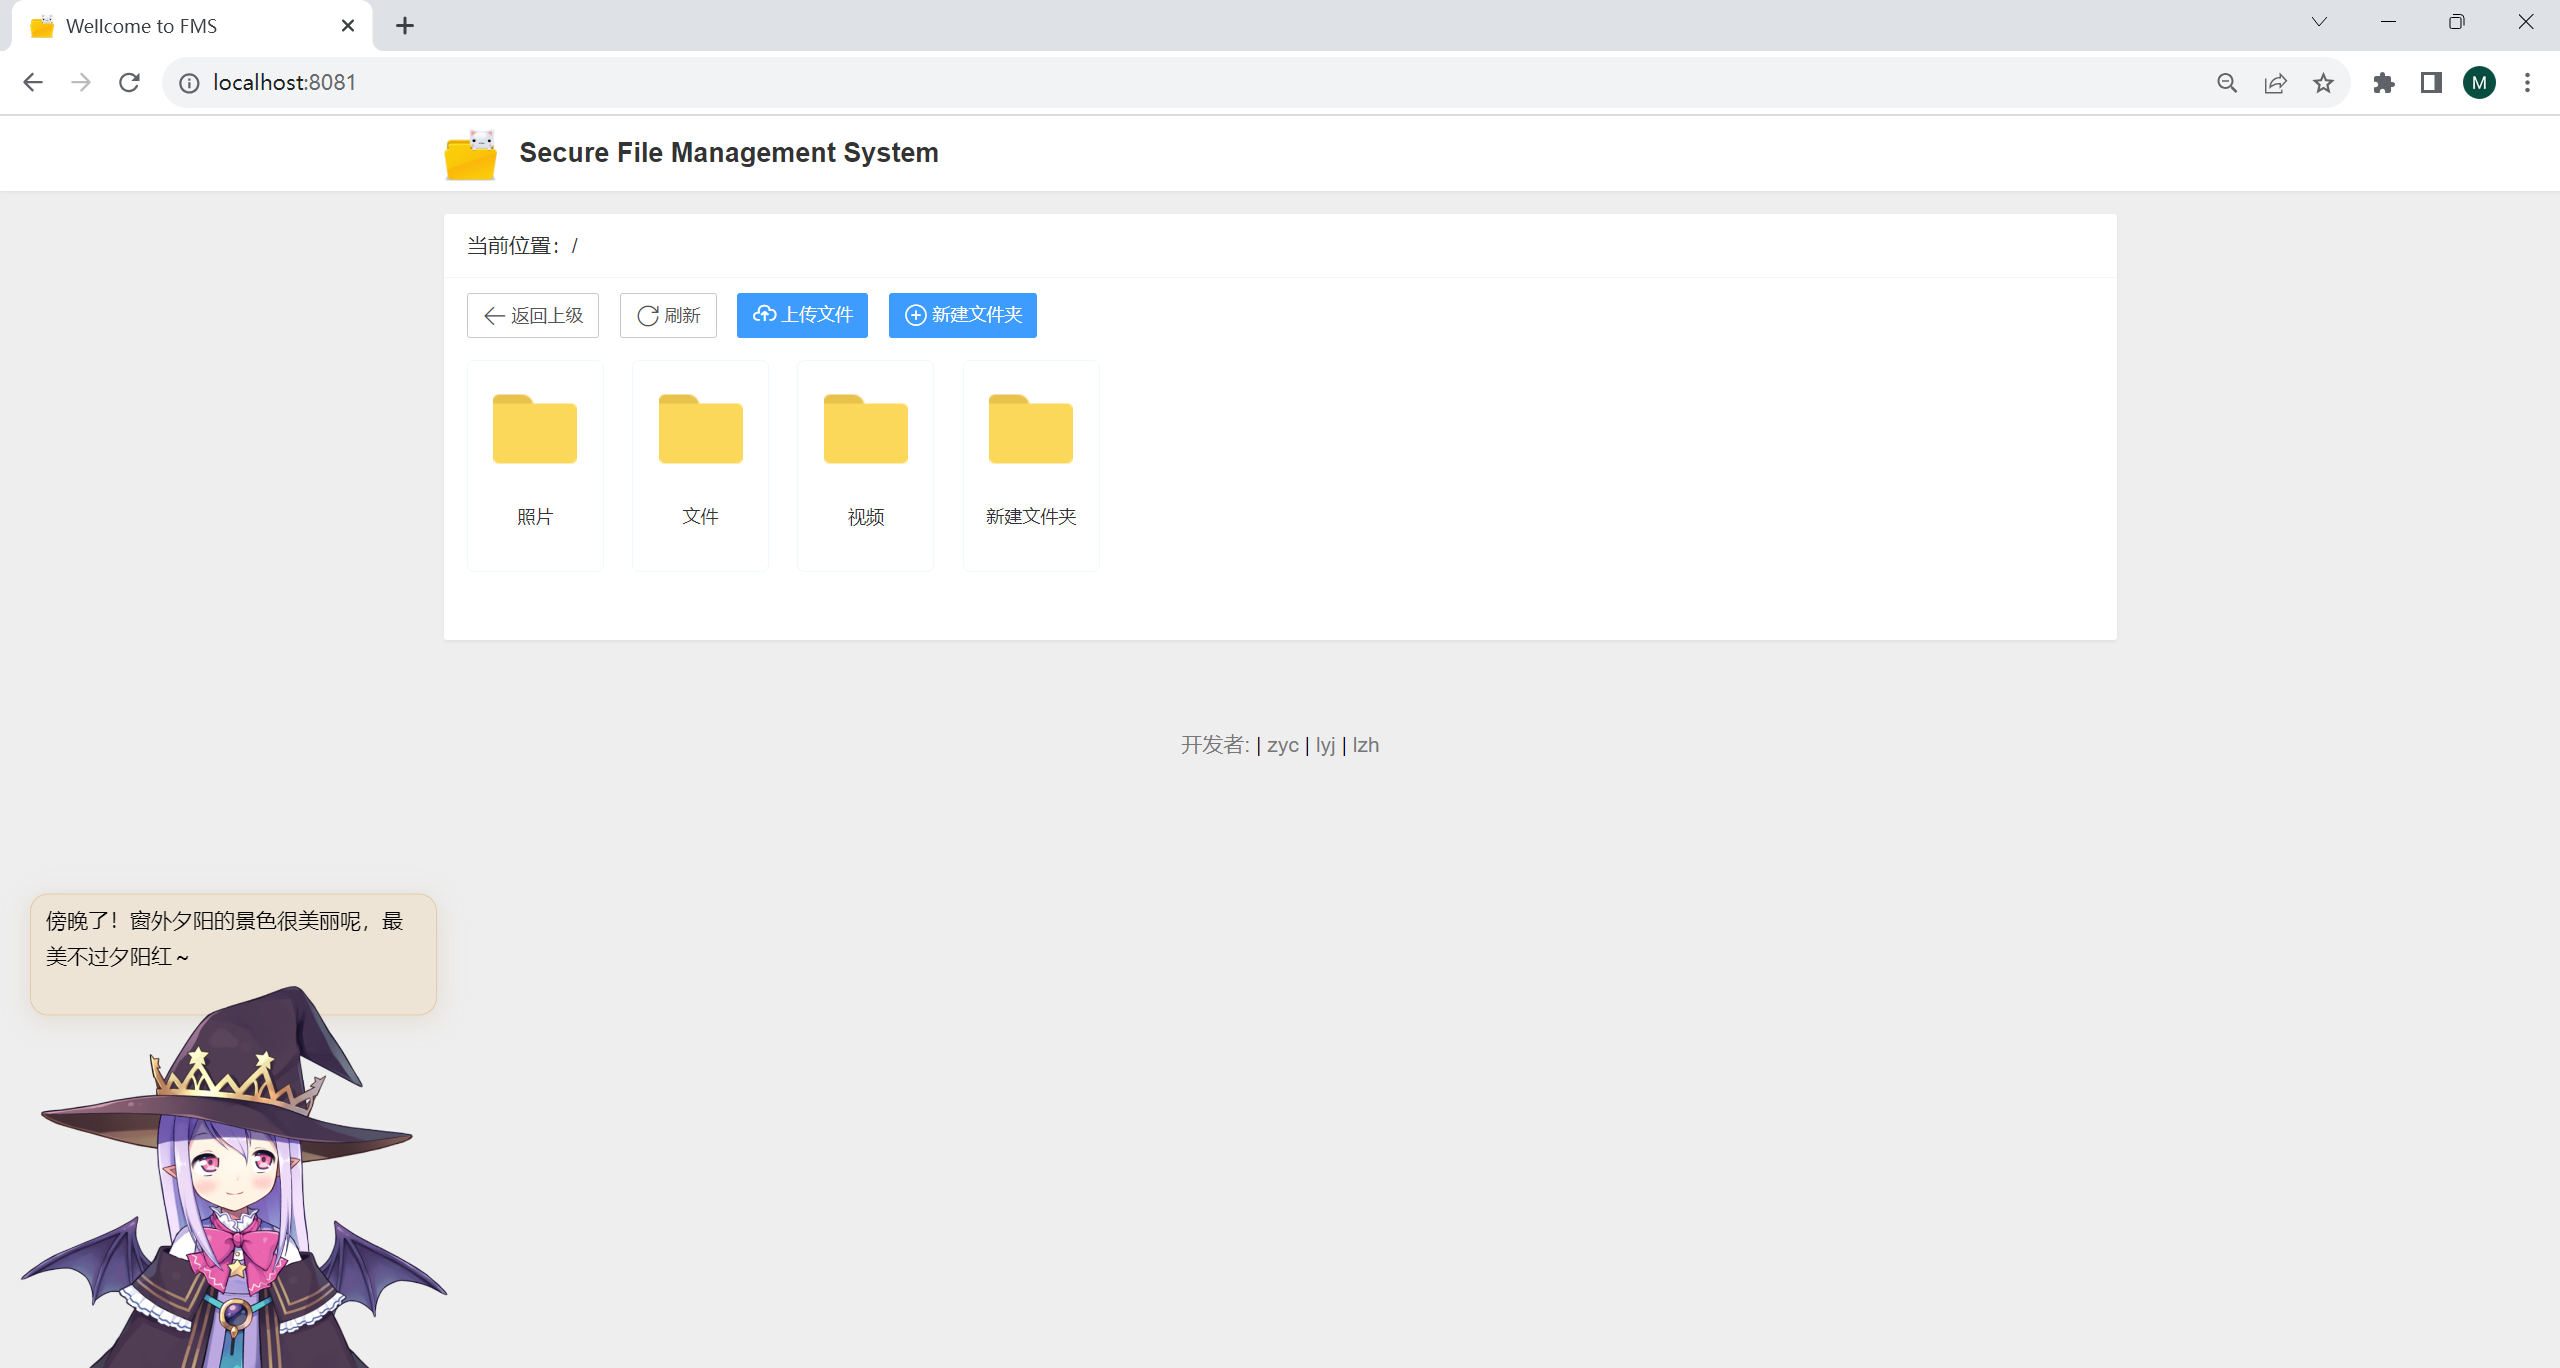 Wellcome to FMS
localhost:8081
M
Secure File Management System
当前位置：/
返回上级 刷新 上传文件 新建文件夹
照片 文件 视频 新建文件夹
开发者: | zyc | lyj | lzh
傍晚了！窗外夕阳的景色很美丽呢，最
美不过夕阳红～